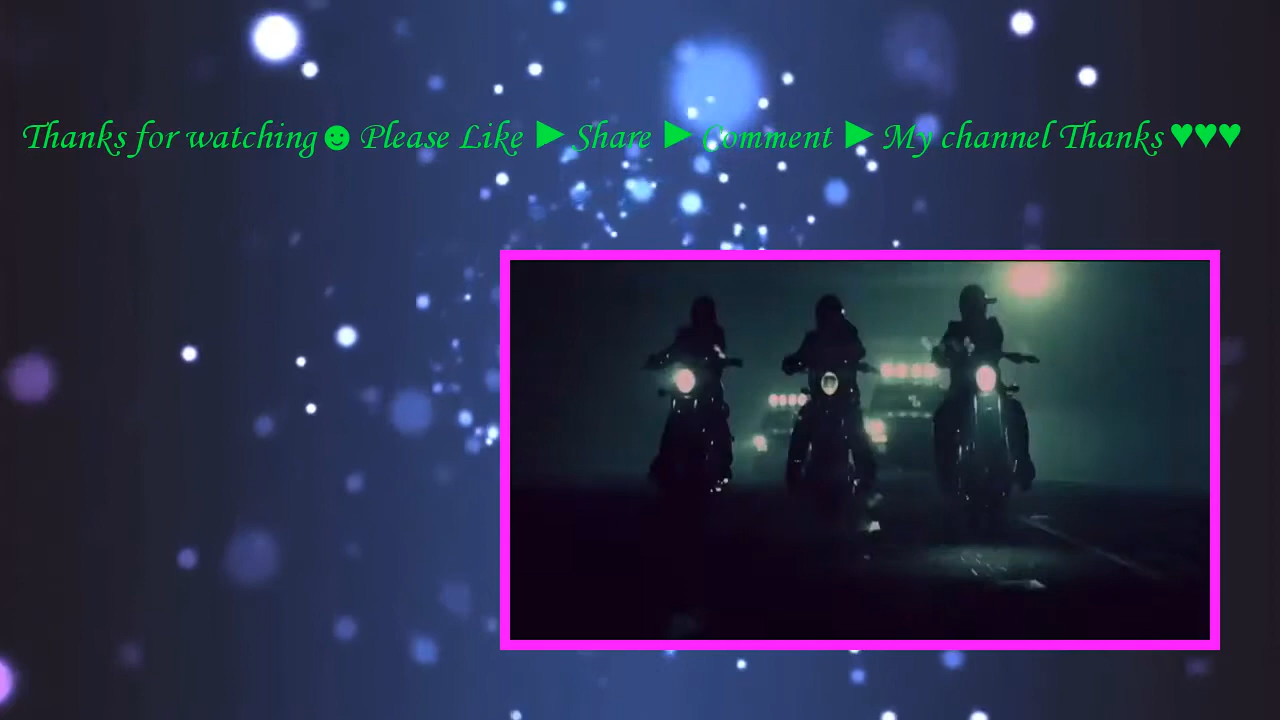 Thanks for watching☻Please Like ► Share ► Comment ► My channel Thanks ♥♥♥